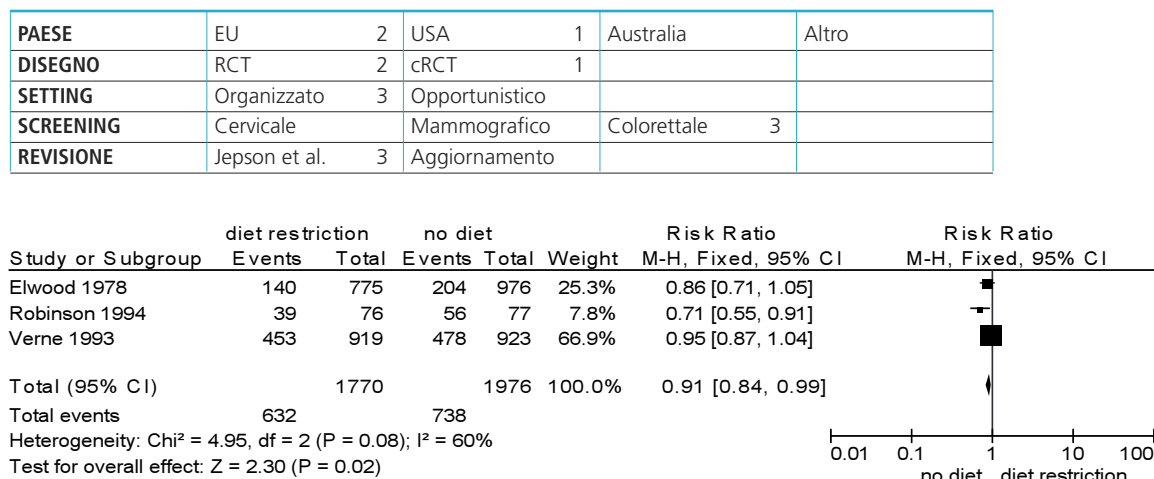 PAESE EU 2 USA 1 Australia Altro
DISEGNO RCT 2 cRCT 1
SETTING Organizzato 3 Opportunistico
SCREENING Cervicale Mammografico Colorettale 3
REVISIONE Jepson et al. 3 Aggiornamento
diet restriction no diet Risk Ratio Risk Ratio
Study or Subgroup Events Total Events Total Weight M-H, Fixed, 95% CI M-H, Fixed, 95% CI
Elwood 1978 140 775 204 976 25.3% 0.86 [0.71, 1.05]
Robinson 1994 39 76 56 77 7.8% 0.71 [0.55, 0.91]
Verne 1993 453 919 478 923 66.9% 0.95 [0.87, 1.04]
Total (95% CI) 1770 1976 100.0% 0.91 [0.84, 0.99]
Total events 632 738
Heterogeneity: Chi² = 4.95, df = 2 (P = 0.08); I² = 60%
Test for overall effect: Z = 2.30 (P = 0.02)
0.01 0.1 1 10 100
no diet diet restriction